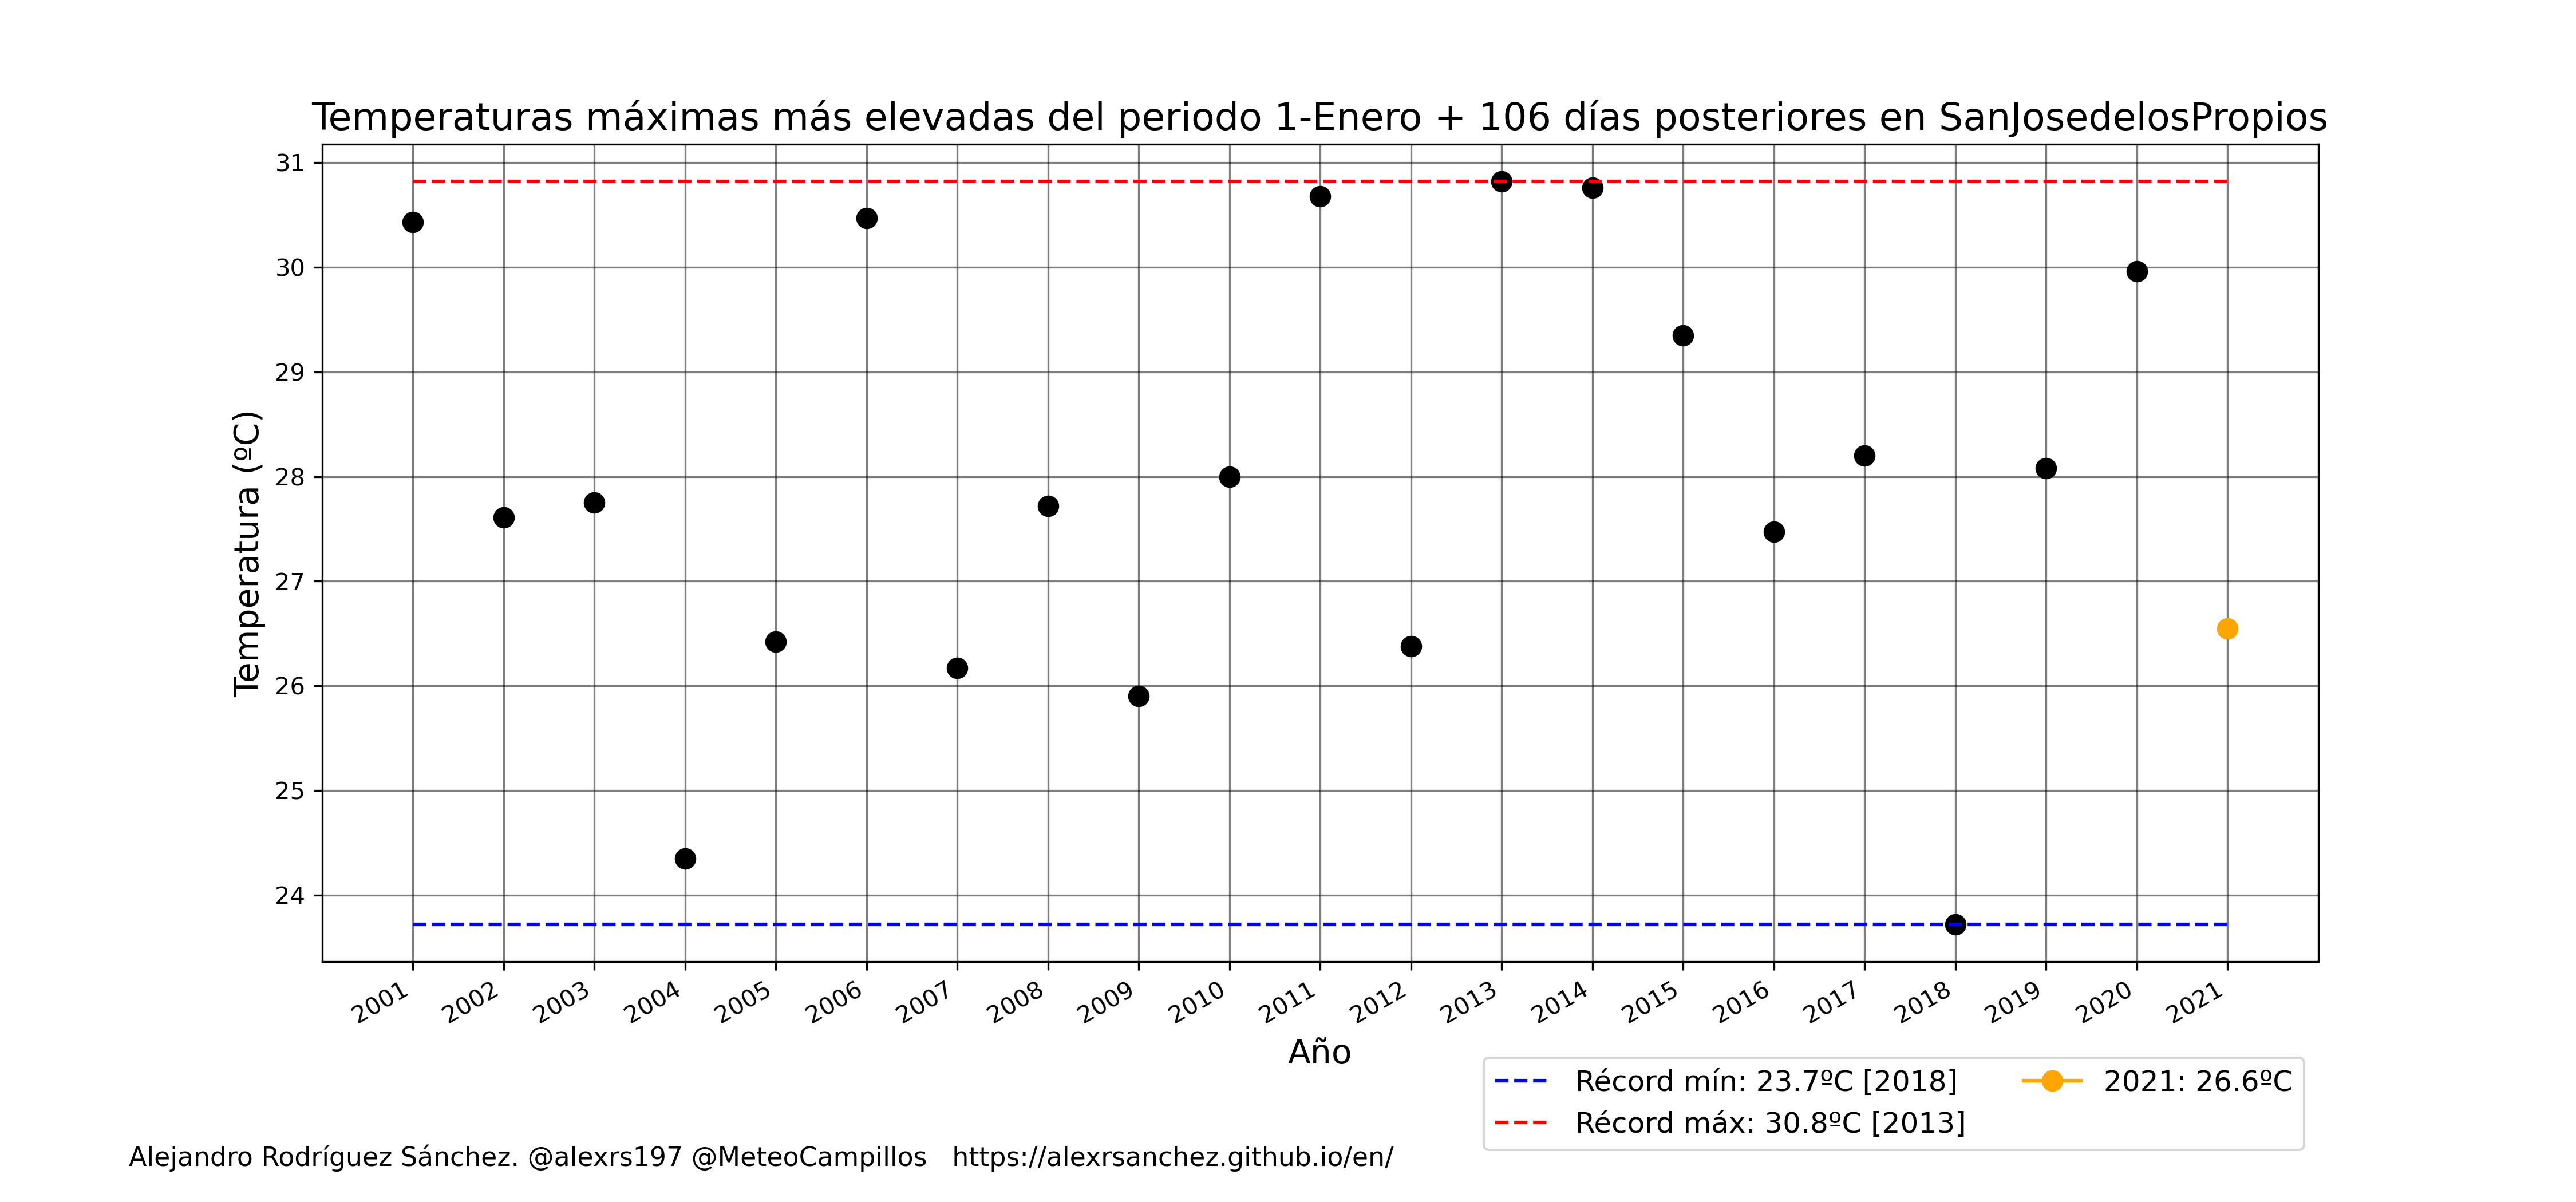 Temperaturas máximas más elevadas del periodo 1-Enero + 106 días posteriores en SanJosedelosPropios
Temperatura (ºC)
31
30
29
28
27
26
25
24
2001 2002 2003 2004 2005 2006 2007 2008 2009 2010 2011 2012 2013 2014 2015 2016 2017 2018 2019 2020 2021
Año
Récord mín: 23.7ºC [2018]
Récord máx: 30.8ºC [2013]
2021: 26.6ºC
Alejandro Rodríguez Sánchez. @alexrs197 @MeteoCampillos https://alexrsanchez.github.io/en/